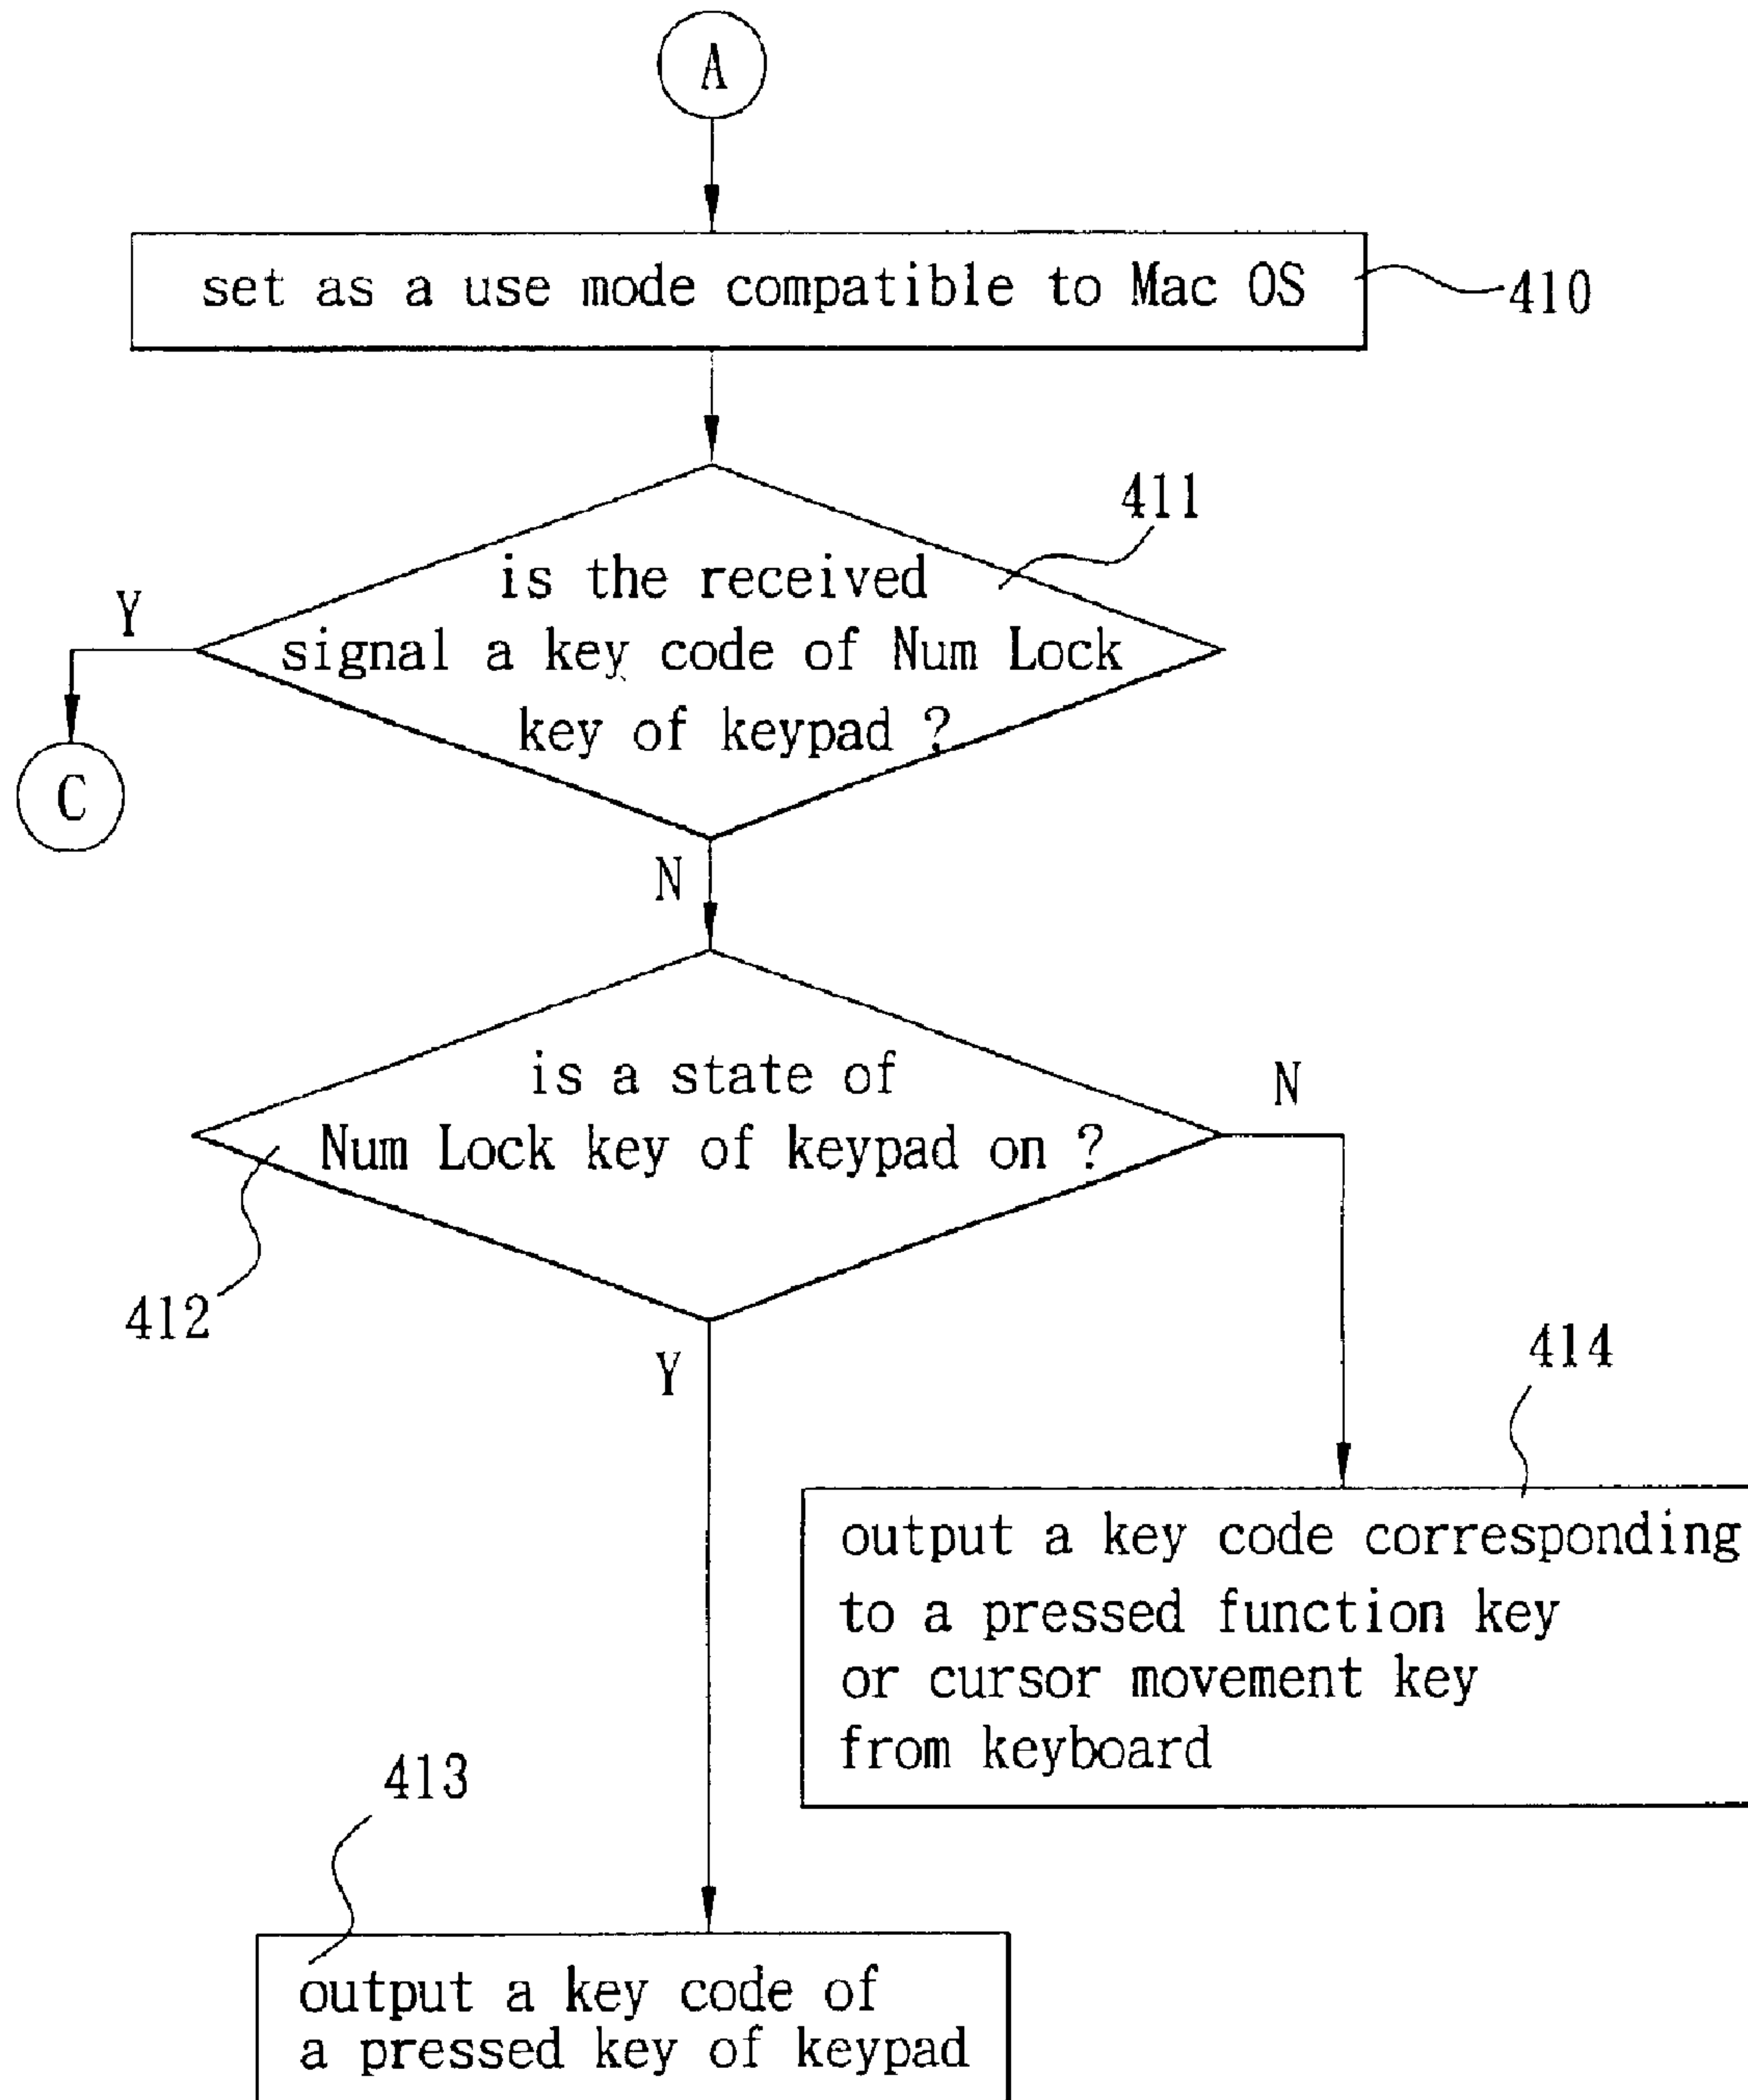 A
set as a use mode compatible to Mac OS
410
411
is the received
signal a key code of Num Lock
key of keypad ?
Y
C
N
is a state of
Num Lock key of keypad on ?
N
412
Y
414
output a key code corresponding
to a pressed function key
or cursor movement key
from keyboard
413
output a key code of
a pressed key of keypad